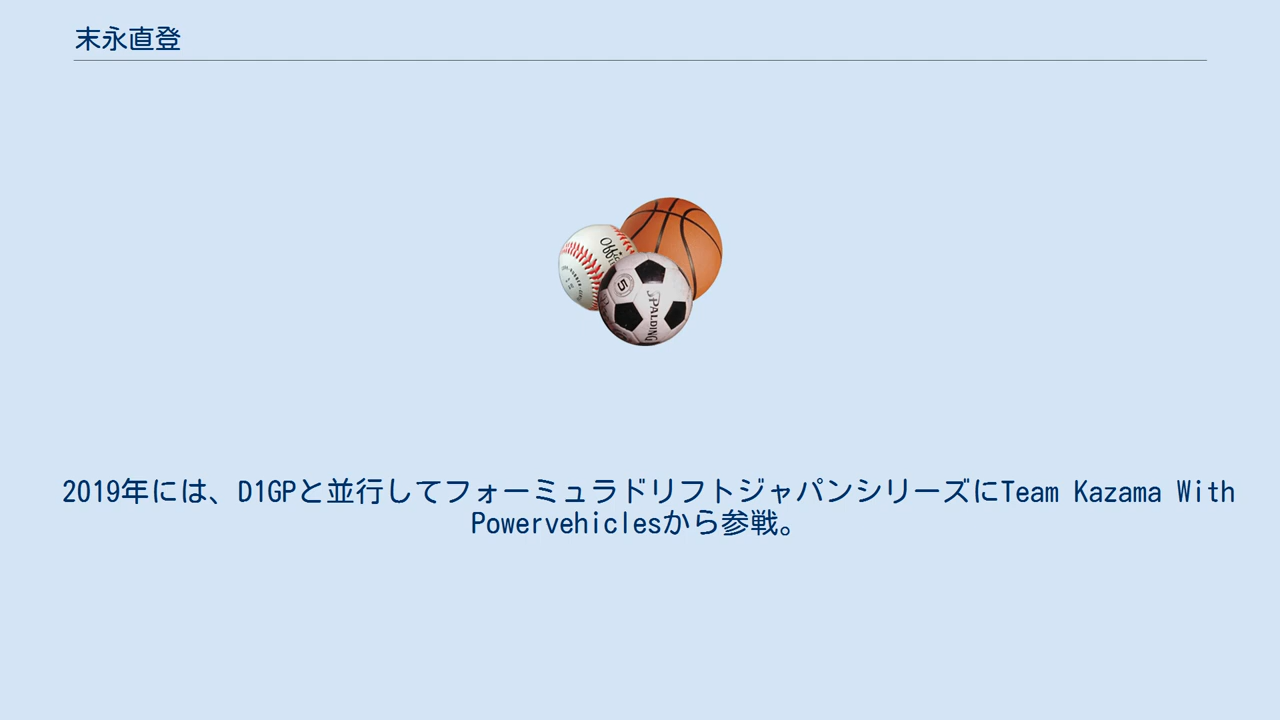 末永直登
Offi
5
SPALDING
2019年には、D1GPと並行してフォーミュラドリフトジャパンシリーズにTeam Kazama With
Powervehiclesから参戦。